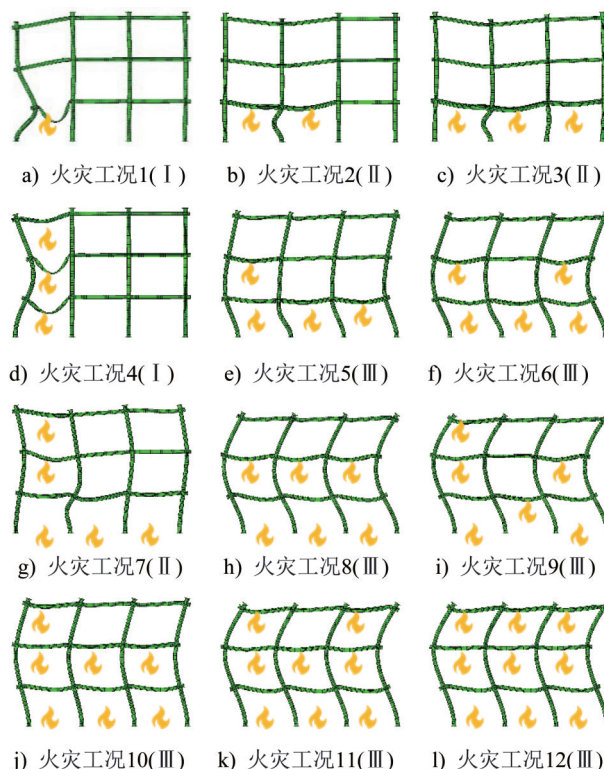 a) 火灾工况1(Ⅰ) b) 火灾工况2(Ⅱ) c) 火灾工况3(Ⅱ)
d) 火灾工况4(Ⅰ) e) 火灾工况5(Ⅲ) f) 火灾工况6(Ⅲ)
g) 火灾工况7(Ⅱ) h) 火灾工况8(Ⅲ) i) 火灾工况9(Ⅲ)
j) 火灾工况10(Ⅲ) k) 火灾工况11(Ⅲ) l) 火灾工况12(Ⅲ)